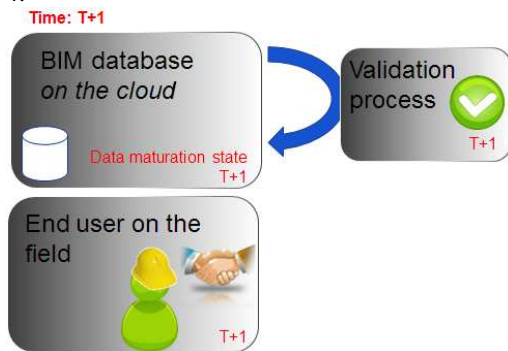 Time: T+1
BIM database
on the cloud
Data maturation state
T+1
Validation
process
T+1
End user on the
field
T+1